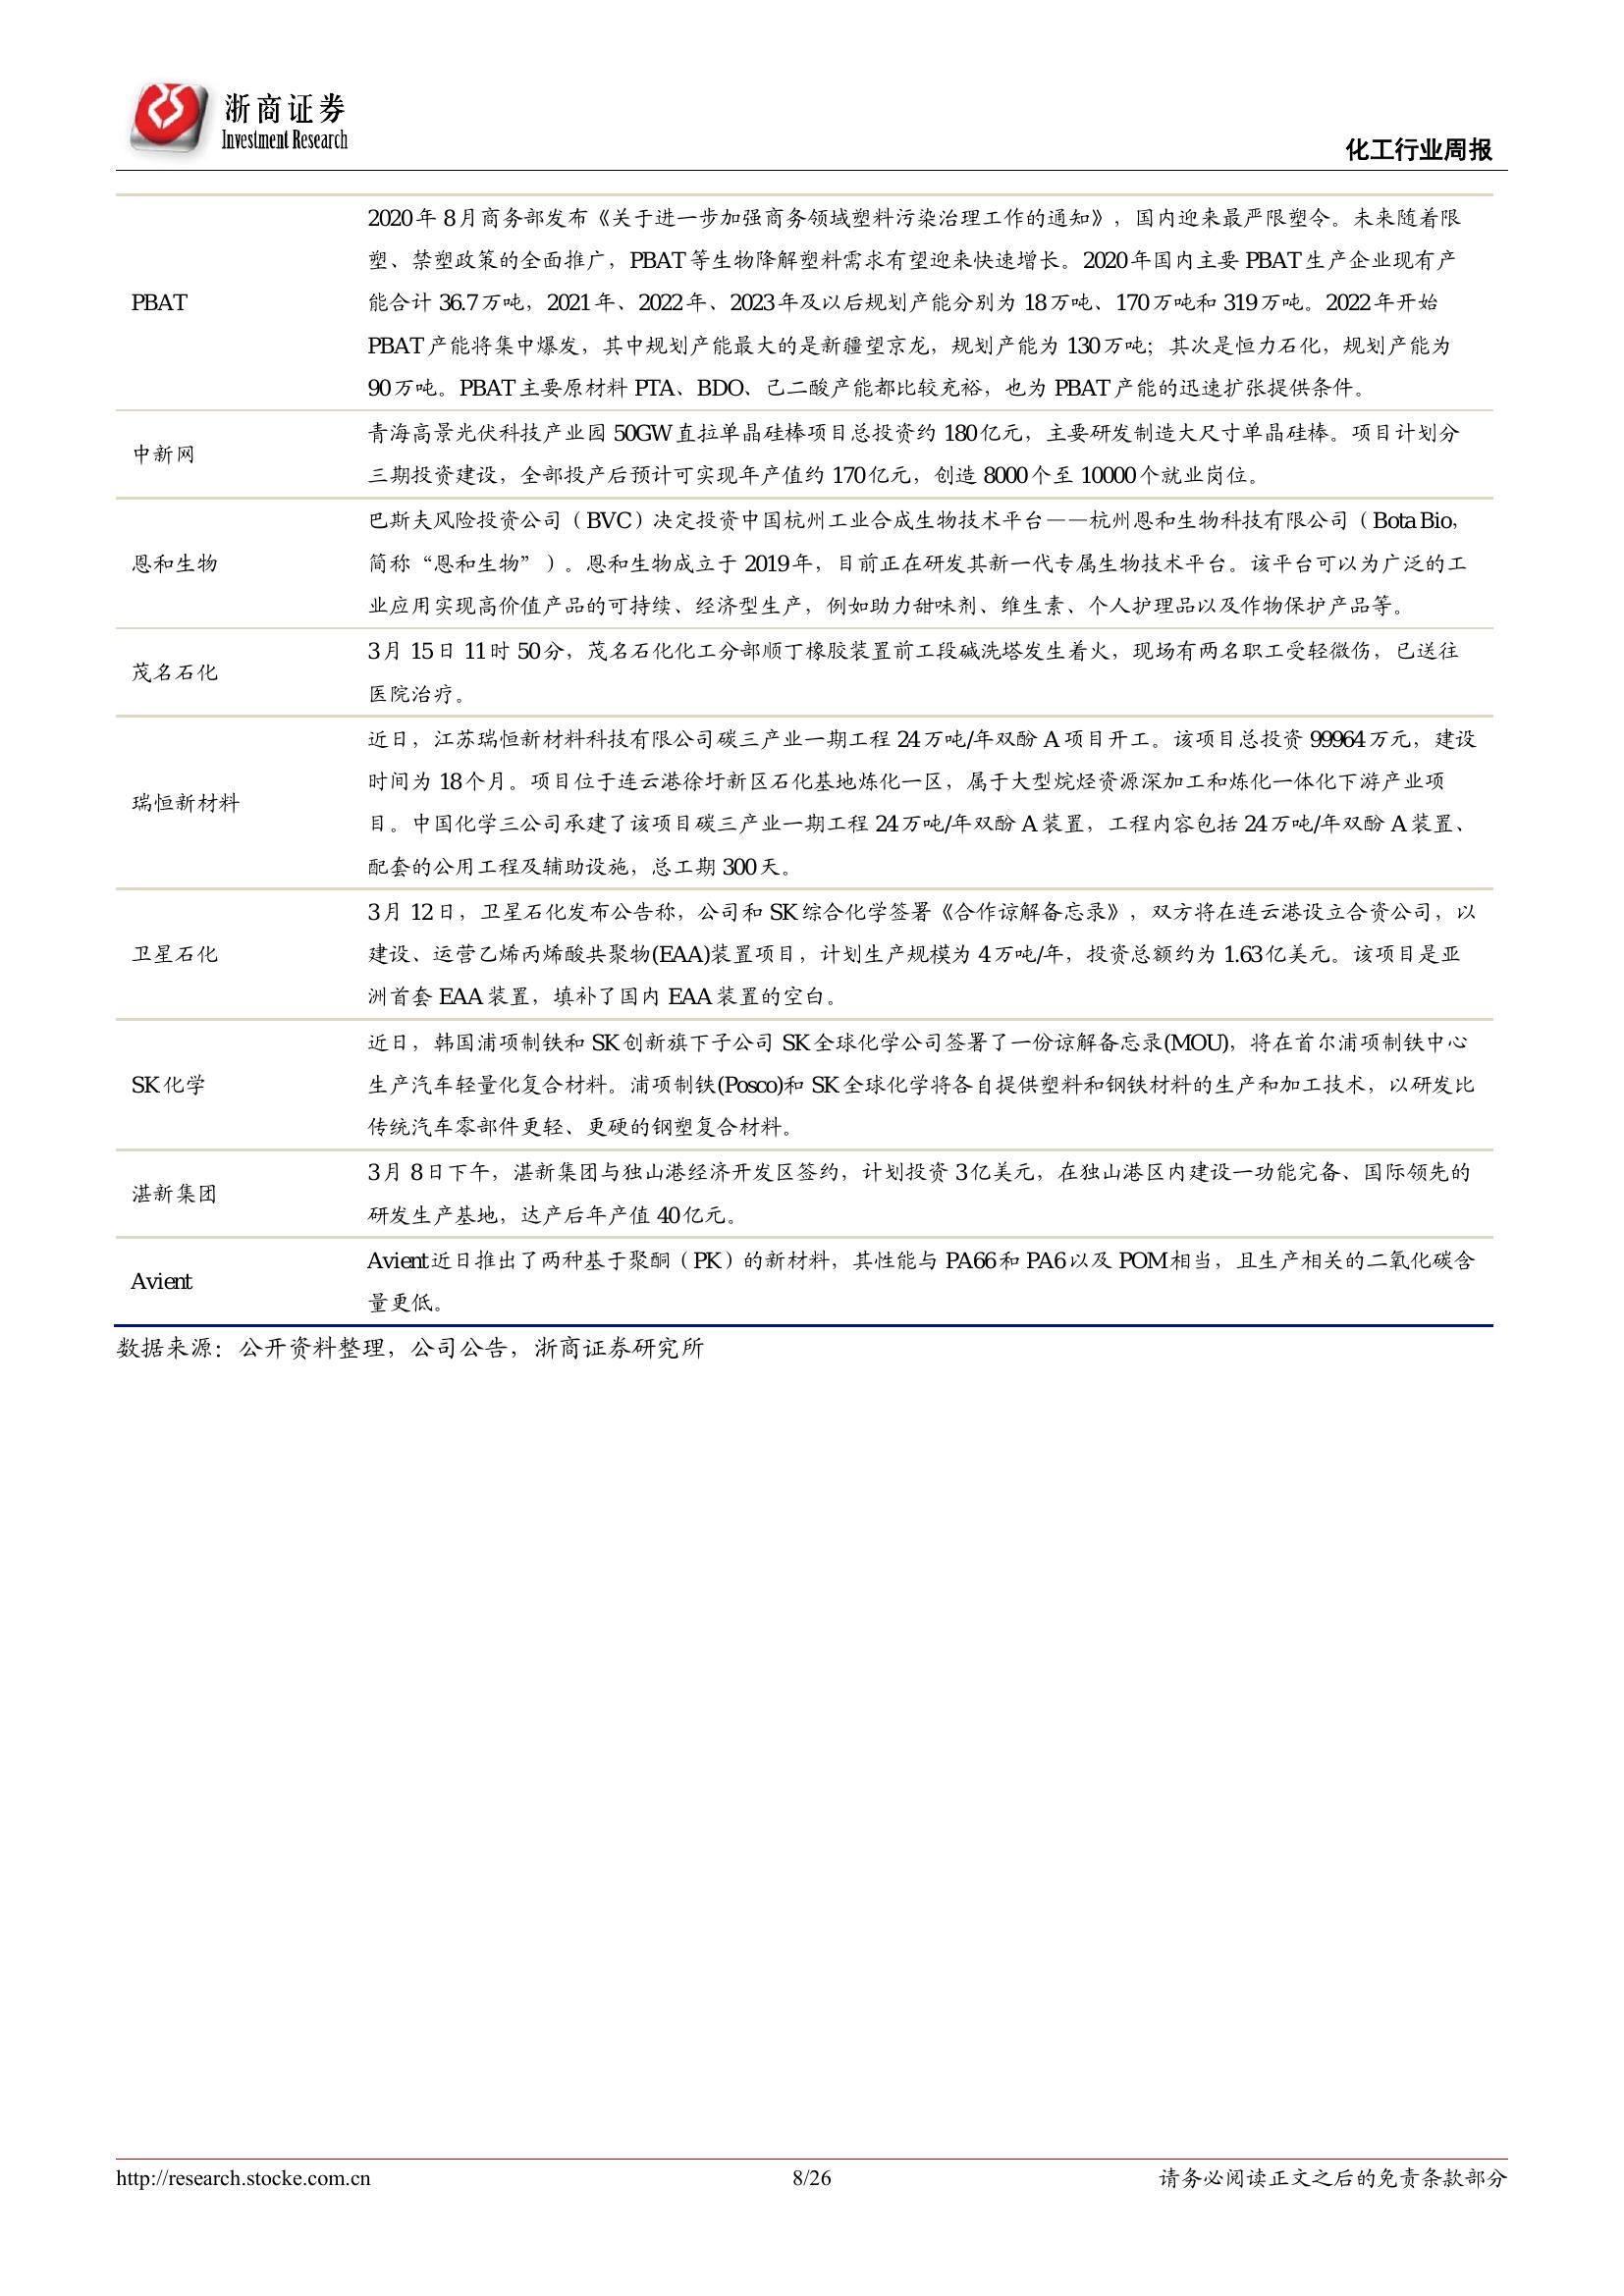 浙商证券
Investment Research
化工行业周报
2020年 8月商务部发布《关于进一步加强商务领域塑料污染治理工作的通知》，国内迎来最严限塑令。未来随着限
塑、禁塑政策的全面推广，PBAT 等生物降解塑料需求有望迎来快速增长。2020年国内主要 PBAT 生产企业现有产
PBAT
能合计 36.7万吨，2021年、2022年、2023年及以后规划产能分别为 18万吨、170万吨和 319万吨。2022年开始
PBAT 产能将集中爆发，其中规划产能最大的是新疆望京龙，规划产能为 130万吨；其次是恒力石化，规划产能为
90万吨。PBAT 主要原材料 PTA、BDO、己二酸产能都比较充裕，也为 PBAT 产能的迅速扩张提供条件。
中新网
青海高景光伏科技产业园 50GW 直拉单晶硅棒项目总投资约 180亿元，主要研发制造大尺寸单晶硅棒。项目计划分
三期投资建设，全部投产后预计可实现年产值约 170亿元，创造 8000个至 10000个就业岗位。
巴斯夫风险投资公司（BVC）决定投资中国杭州工业合成生物技术平台——杭州恩和生物科技有限公司（Bota Bio，
恩和生物
简称“恩和生物”）。恩和生物成立于 2019年，目前正在研发其新一代专属生物技术平台。该平台可以为广泛的工
业应用实现高价值产品的可持续、经济型生产，例如助力甜味剂、维生素、个人护理品以及作物保护产品等。
茂名石化
3月 15日 11时 50分，茂名石化化工分部顺丁橡胶装置前工段碱洗塔发生着火，现场有两名职工受轻微伤，已送往
医院治疗。
近日，江苏瑞恒新材料科技有限公司碳三产业一期工程 24万吨/年双酚 A 项目开工。该项目总投资 99964万元，建设
时间为 18个月。项目位于连云港徐圩新区石化基地炼化一区，属于大型烷烃资源深加工和炼化一体化下游产业项
瑞恒新材料
目。中国化学三公司承建了该项目碳三产业一期工程 24万吨/年双酚 A 装置，工程内容包括 24万吨/年双酚 A 装置、
配套的公用工程及辅助设施，总工期 300天。
3月 12日，卫星石化发布公告称，公司和 SK 综合化学签署《合作谅解备忘录》，双方将在连云港设立合资公司，以
卫星石化
建设、运营乙烯丙烯酸共聚物(EAA)装置项目，计划生产规模为 4万吨/年，投资总额约为 1.63亿美元。该项目是亚
洲首套 EAA 装置，填补了国内 EAA 装置的空白。
近日，韩国浦项制铁和 SK 创新旗下子公司 SK 全球化学公司签署了一份谅解备忘录(MOU)，将在首尔浦项制铁中心
SK 化学
生产汽车轻量化复合材料。浦项制铁(Posco)和 SK 全球化学将各自提供塑料和钢铁材料的生产和加工技术，以研发比
传统汽车零部件更轻、更硬的钢塑复合材料。
湛新集团
3月 8日下午，湛新集团与独山港经济开发区签约，计划投资 3亿美元，在独山港区内建设一功能完备、国际领先的
研发生产基地，达产后年产值 40亿元。
Avient
Avient近日推出了两种基于聚酮（PK）的新材料，其性能与 PA66和 PA6以及 POM相当，且生产相关的二氧化碳含
量更低。
数据来源：公开资料整理，公司公告，浙商证券研究所
http://research.stocke.com.cn
8/26
请务必阅读正文之后的免责条款部分